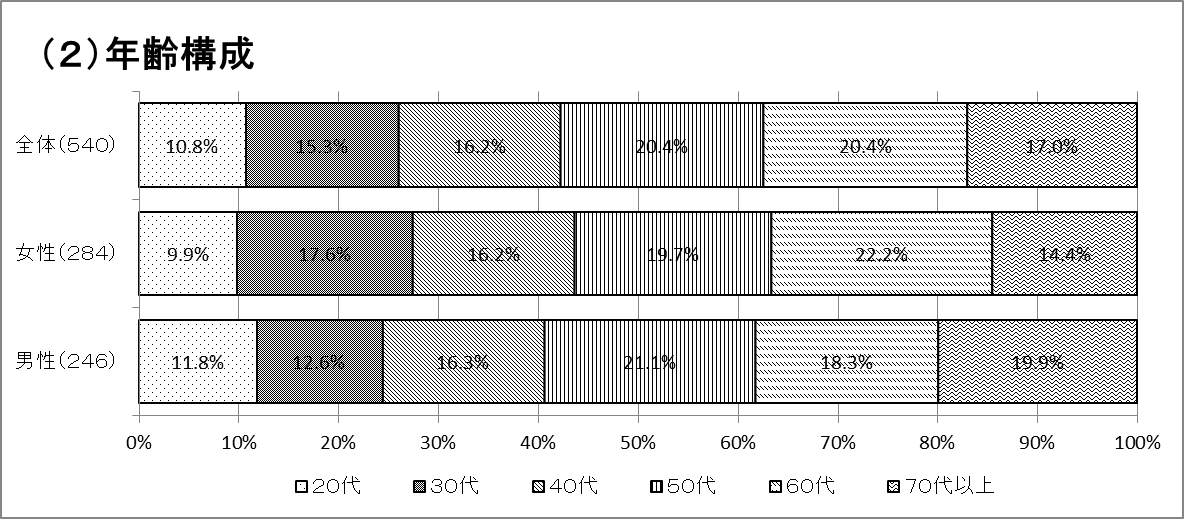 （２）年齢構成
全体(540)
10.8% 15.3% 16.2% 20.4% 20.4% 17.0%
女性(284)
9.9% 17.6% 16.2% 19.7% 22.2% 14.4%
男性(246)
11.8% 12.6% 16.3% 21.1% 18.3% 19.9%
0% 10% 20% 30% 40% 50% 60% 70% 80% 90% 100%
20代 30代 40代 50代 60代 70代以上